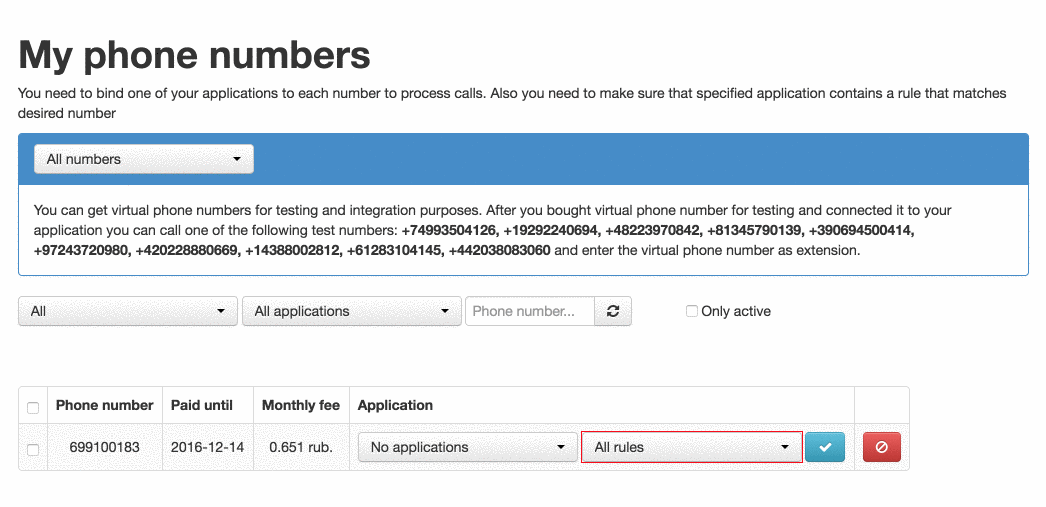 My phone numbers
You need to bind one of your applications to each number to process calls. Also you need to make sure that specified application contains a rule that matches
desired number
All numbers
You can get virtual phone numbers for testing and integration purposes. After you bought virtual phone number for testing and connected it to your
application you can call one of the following test numbers: +74993504126, +19292240694, +48223970842, +81345790139, +390694500414,
+97243720980, +420228880669, +14388002812, +61283104145, +442038083060 and enter the virtual phone number as extension.
All All applications Phone number... Only active
Phone number Paid until Monthly fee Application
699100183 2016-12-14 0.651 rub. No applications All rules